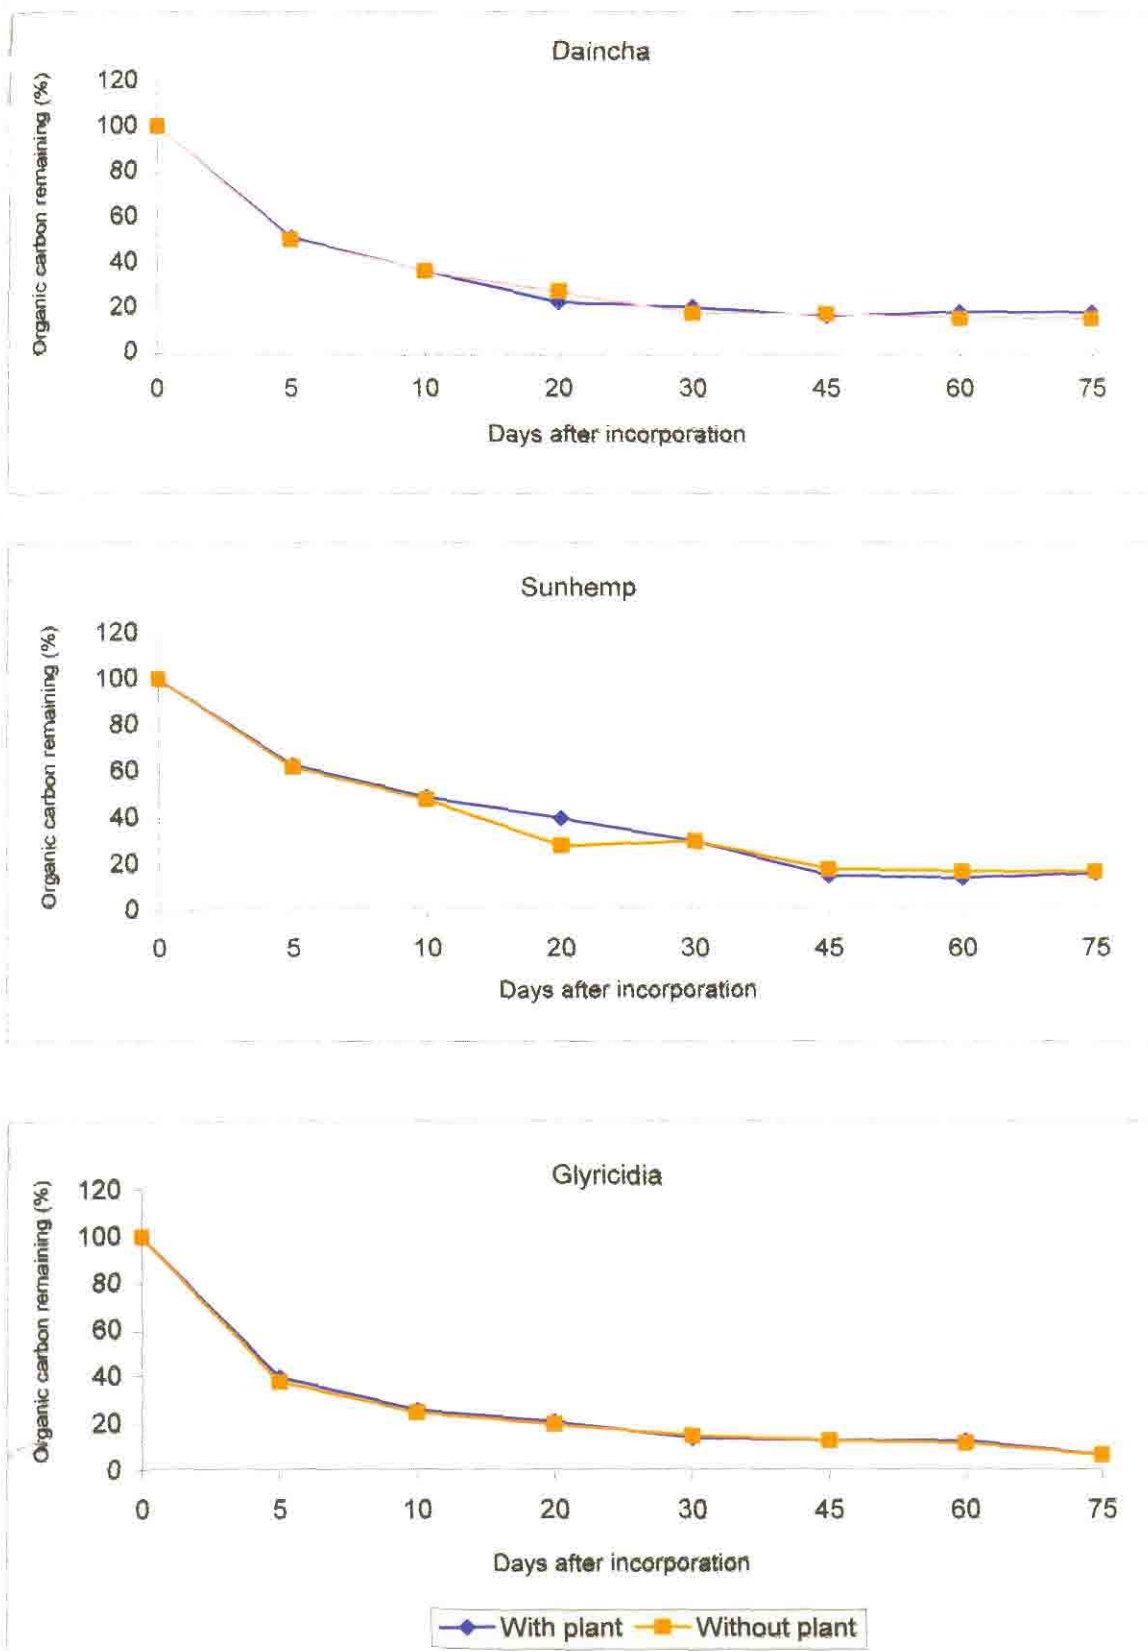 Daincha
Organic carbon remaining (%)
120
100
80
60
40
20
0
0 5 10 20 30 45 60 75
Days after incorporation
Sunhemp
Organic carbon remaining (%)
120
100
80
60
40
20
0
0 5 10 20 30 45 60 75
Days after incorporation
Glyricidia
Organic carbon remaining (%)
120
100
80
60
40
20
0
0 5 10 20 30 45 60 75
Days after incorporation
With plant Without plant